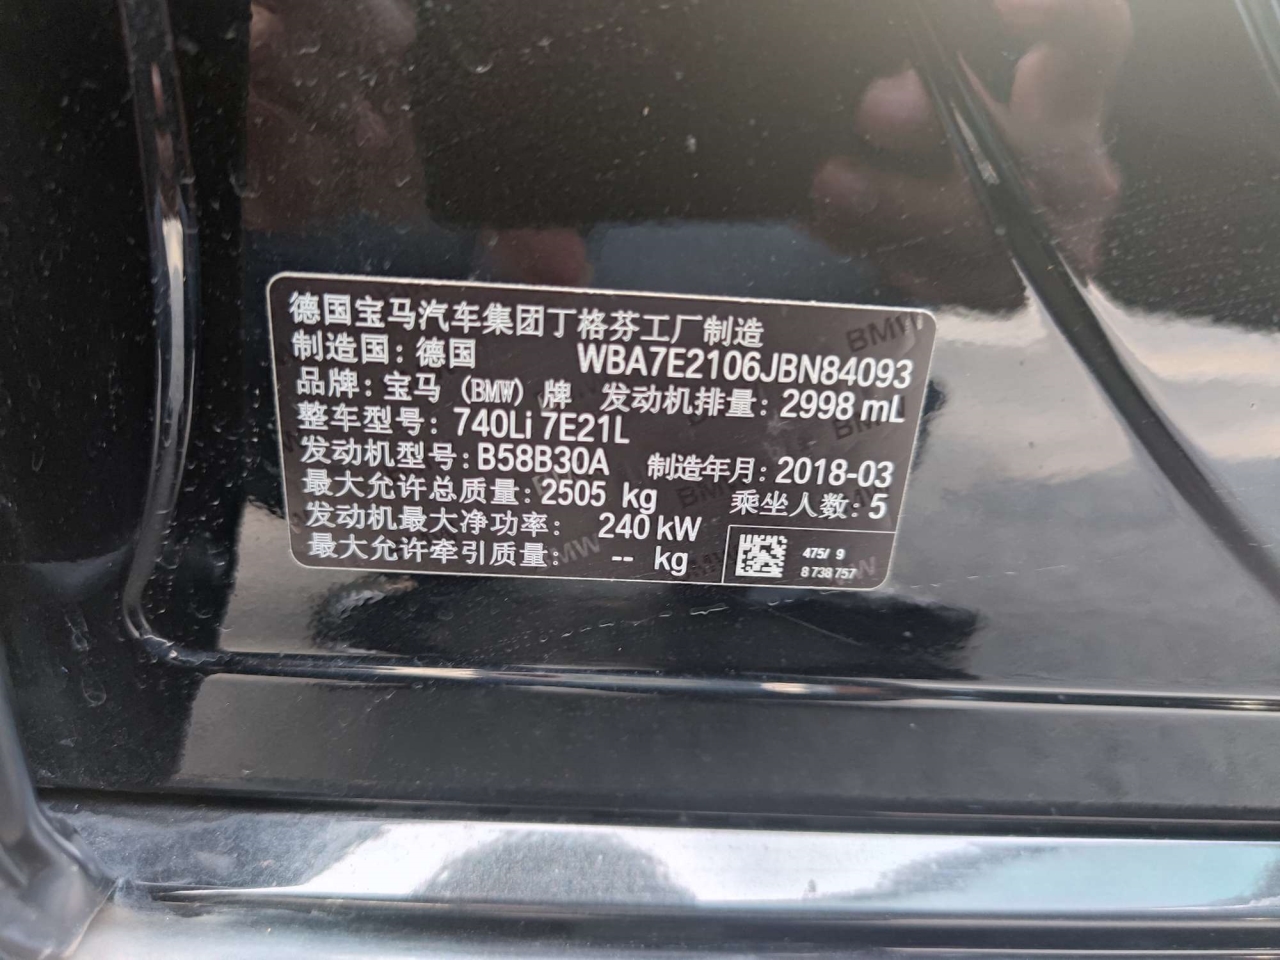 德国宝马汽车集团丁格芬工厂制造
制造国：德国 WBA7E2106JBN84093
品牌：宝马（BMW）牌 发动机排量：2998 mL
整车型号：740Li 7E21L
发动机型号：B58B30A 制造年月：2018-03
最大允许总质量：2505 kg 乘坐人数：5
发动机最大净功率： 240 kW
最大允许牵引质量： -- kg
475/ 9
8 738 757